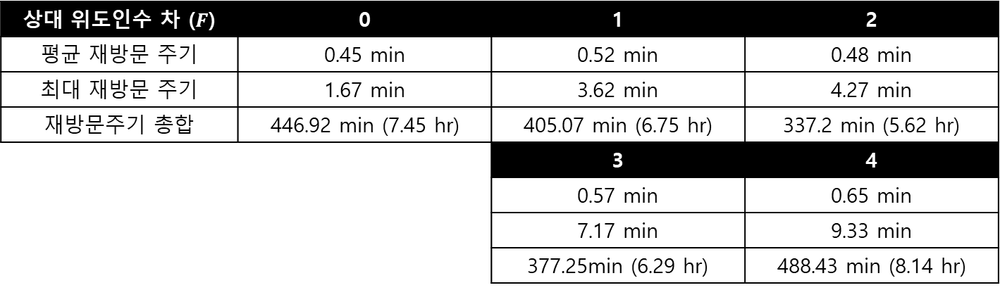 상대 위도인수 차 (F) 0 1 2
평균 재방문 주기 0.45 min 0.52 min 0.48 min
최대 재방문 주기 1.67 min 3.62 min 4.27 min
재방문주기 총합 446.92 min (7.45 hr) 405.07 min (6.75 hr) 337.2 min (5.62 hr)
3 4
0.57 min 0.65 min
7.17 min 9.33 min
377.25min (6.29 hr) 488.43 min (8.14 hr)